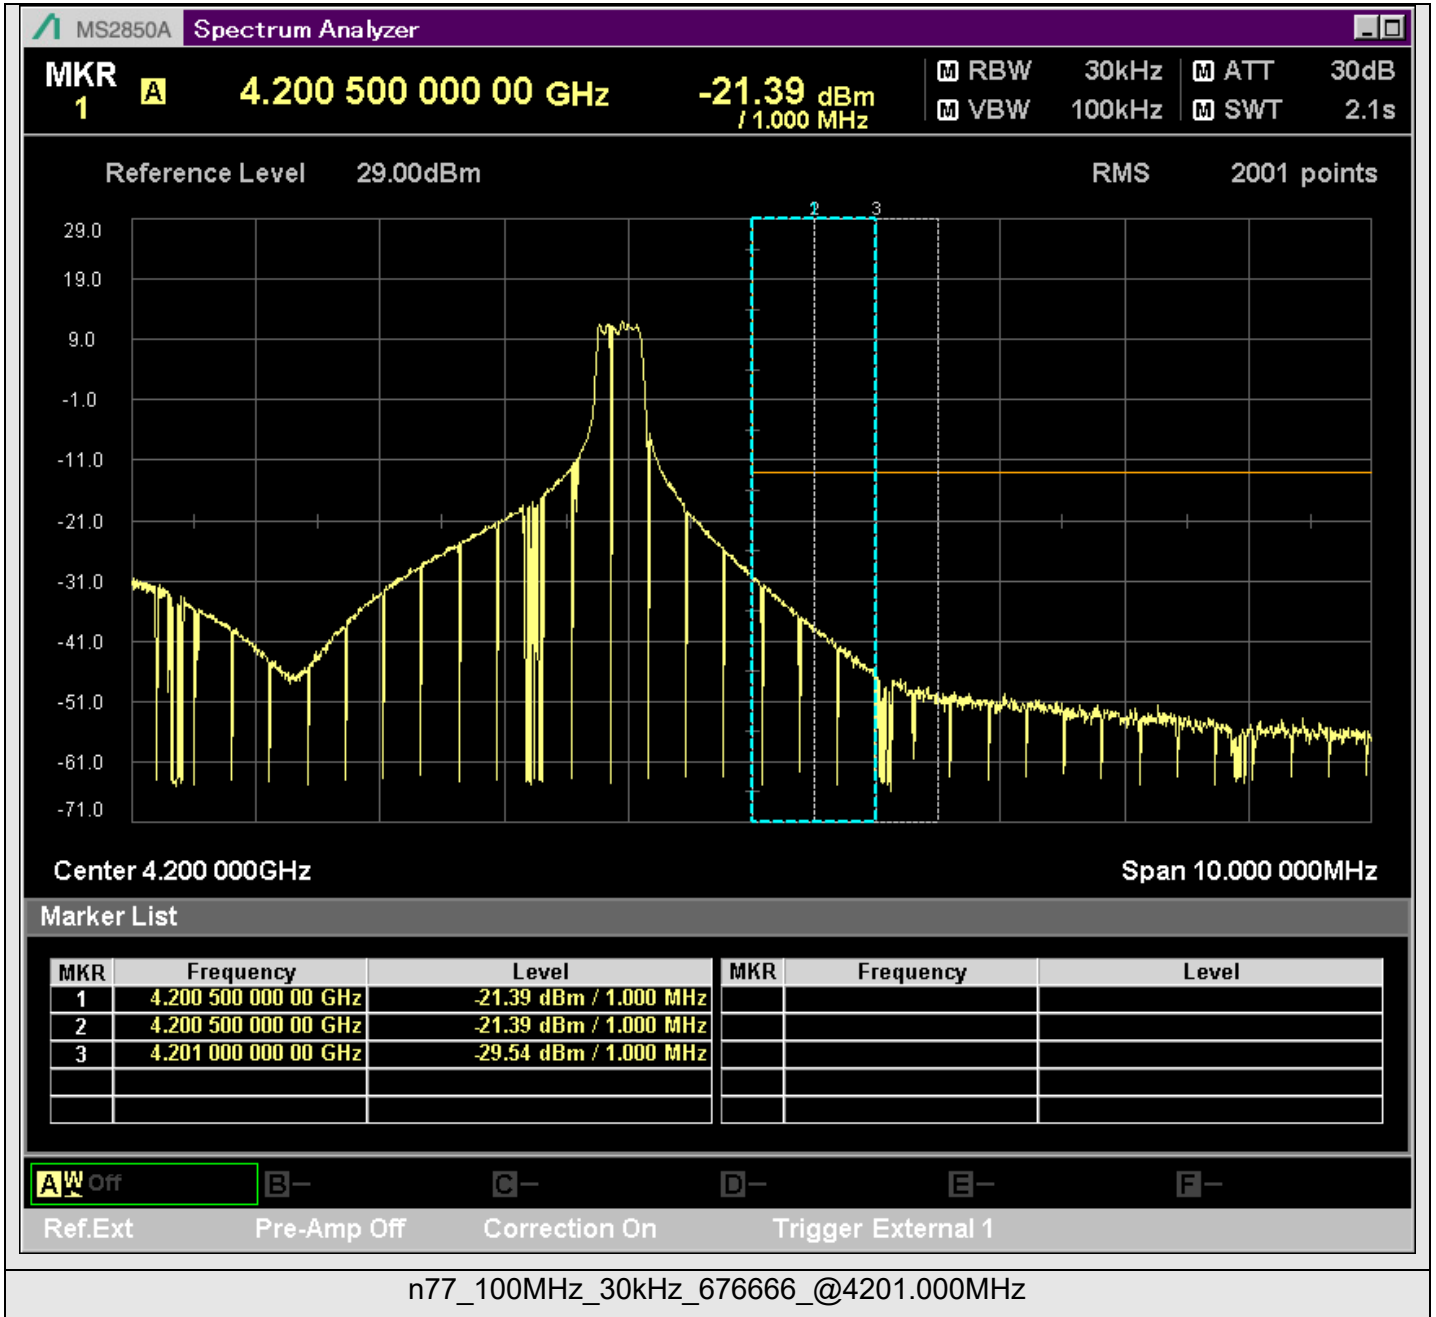 MS2850A Spectrum Analyzer
MKR 1 A 4.200 500 000 00 GHz -21.39 dBm / 1.000 MHz
M RBW 30kHz M ATT 30dB
M VBW 100kHz M SWT 2.1s
Reference Level 29.00dBm RMS 2001 points
2 3
29.0
19.0
9.0
-1.0
-11.0
-21.0
-31.0
-41.0
-51.0
-61.0
-71.0
Center 4.200 000GHz Span 10.000 000MHz
Marker List
MKR Frequency Level MKR Frequency Level
1 4.200 500 000 00 GHz -21.39 dBm / 1.000 MHz
2 4.200 500 000 00 GHz -21.39 dBm / 1.000 MHz
3 4.201 000 000 00 GHz -29.54 dBm / 1.000 MHz
A W Off B– C– D– E– F–
Ref.Ext Pre-Amp Off Correction On Trigger External 1
n77_100MHz_30kHz_676666_@4201.000MHz